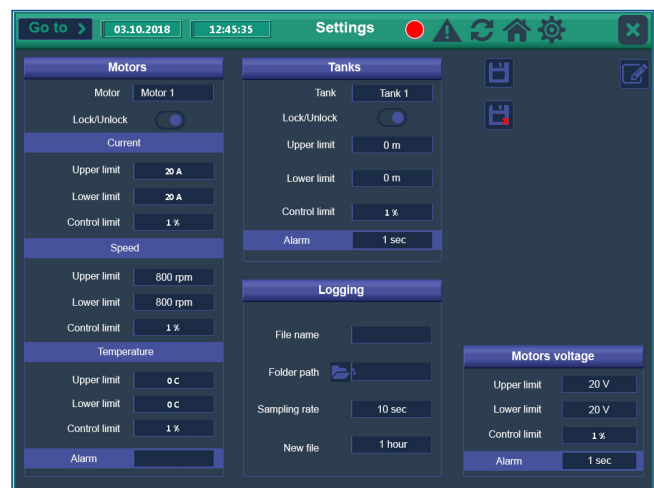 Go to > 03.10.2018 12:45:35 Settings
Motors
Motor Motor 1
Lock/Unlock
Current
Upper limit 20 A
Lower limit 20 A
Control limit 1 %
Speed
Upper limit 800 rpm
Lower limit 800 rpm
Control limit 1 %
Temperature
Upper limit 0 C
Lower limit 0 C
Control limit 1 %
Alarm
Tanks
Tank Tank 1
Lock/Unlock
Upper limit 0 m
Lower limit 0 m
Control limit 1 %
Alarm 1 sec
Logging
File name
Folder path
Sampling rate 10 sec
New file 1 hour
Motors voltage
Upper limit 20 V
Lower limit 20 V
Control limit 1 %
Alarm 1 sec